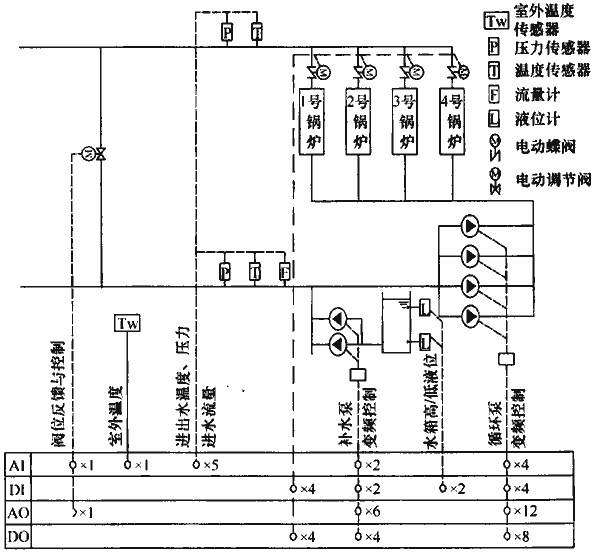 Tw 室外温度
传感器
P 压力传感器
T 温度传感器
F 流量计
L 液位计
M 电动蝶阀
M 电动调节阀
P T
M M M M
1号锅炉 2号锅炉 3号锅炉 4号锅炉
M
P T F
L
L
Tw
阀位反馈与控制
室外温度
进出水温度、压力
进水流量
补水泵
变频控制
水箱高/低液位
循环泵
变频控制
AI ×1 ×1 ×5 ×2 ×4
DI ×4 ×2 ×2 ×4
AO ×1 ×6 ×12
DO ×4 ×4 ×8